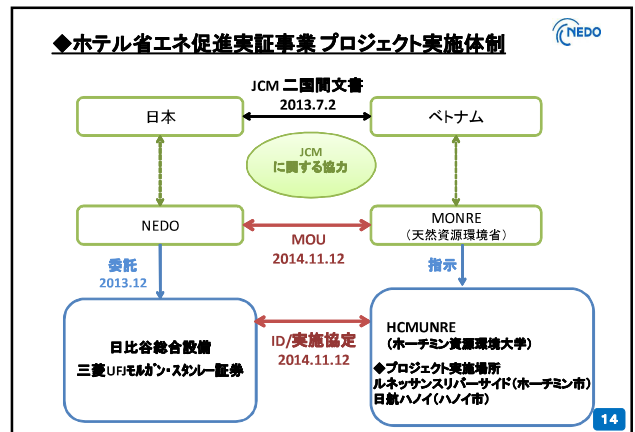 NEDO
◆ホテル省エネ促進実証事業 プロジェクト実施体制
JCM 二国間文書
2013.7.2
日本
ベトナム
JCM
に関する協力
NEDO
MONRE
（天然資源環境省）
MOU
2014.11.12
委託
2013.12
指示
日比谷総合設備
三菱UFJモルガン・スタンレー証券
ID/実施協定
2014.11.12
HCMUNRE
（ホーチミン資源環境大学）
◆プロジェクト実施場所
ルネッサンスリバーサイド（ホーチミン市）
日航ハノイ（ハノイ市）
14